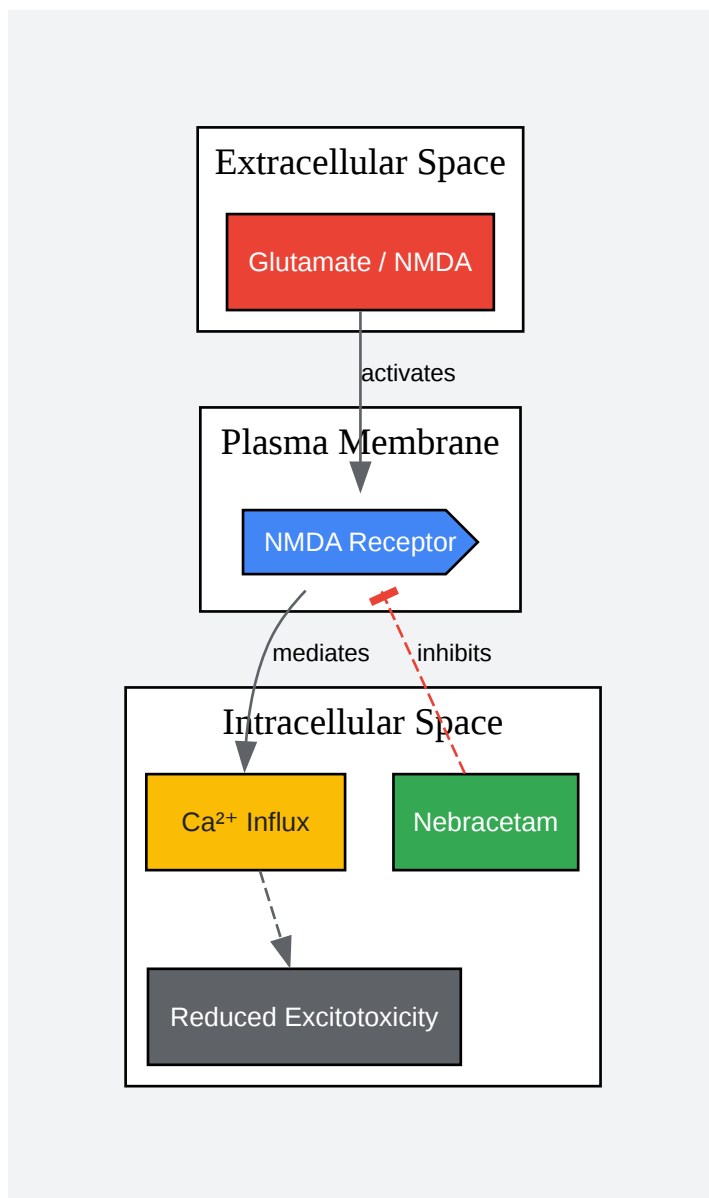 Extracellular Space
Glutamate / NMDA
activates
Plasma Membrane
NMDA Receptor
mediates
inhibits
Intracellular Space
Ca²⁺ Influx
Nebracetam
Reduced Excitotoxicity